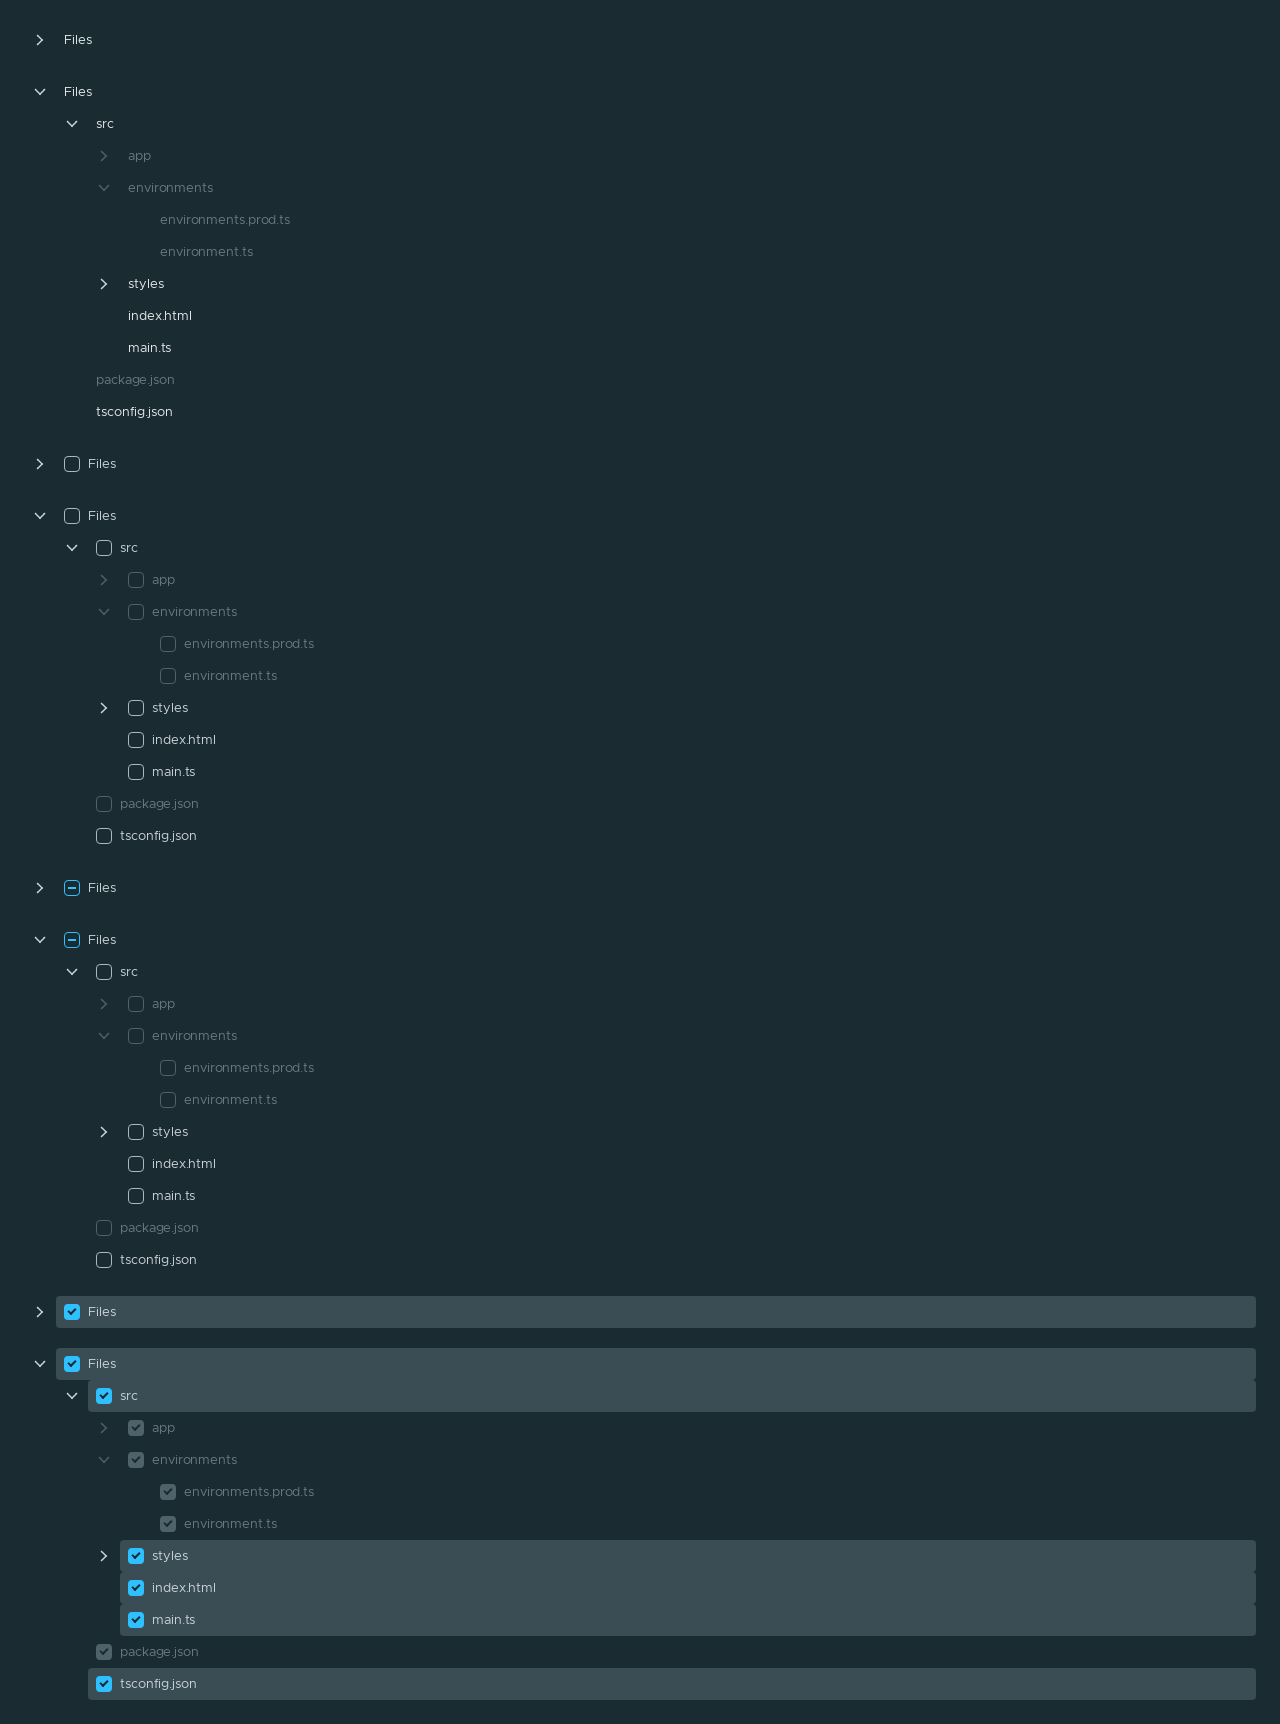 Files
Files
src
app
environments
environments.prod.ts
environment.ts
styles
index.html
main.ts
package.json
tsconfig.json
Files
Files
src
app
environments
environments.prod.ts
environment.ts
styles
index.html
main.ts
package.json
tsconfig.json
Files
Files
src
app
environments
environments.prod.ts
environment.ts
styles
index.html
main.ts
package.json
tsconfig.json
Files
Files
src
app
environments
environments.prod.ts
environment.ts
styles
index.html
main.ts
package.json
tsconfig.json